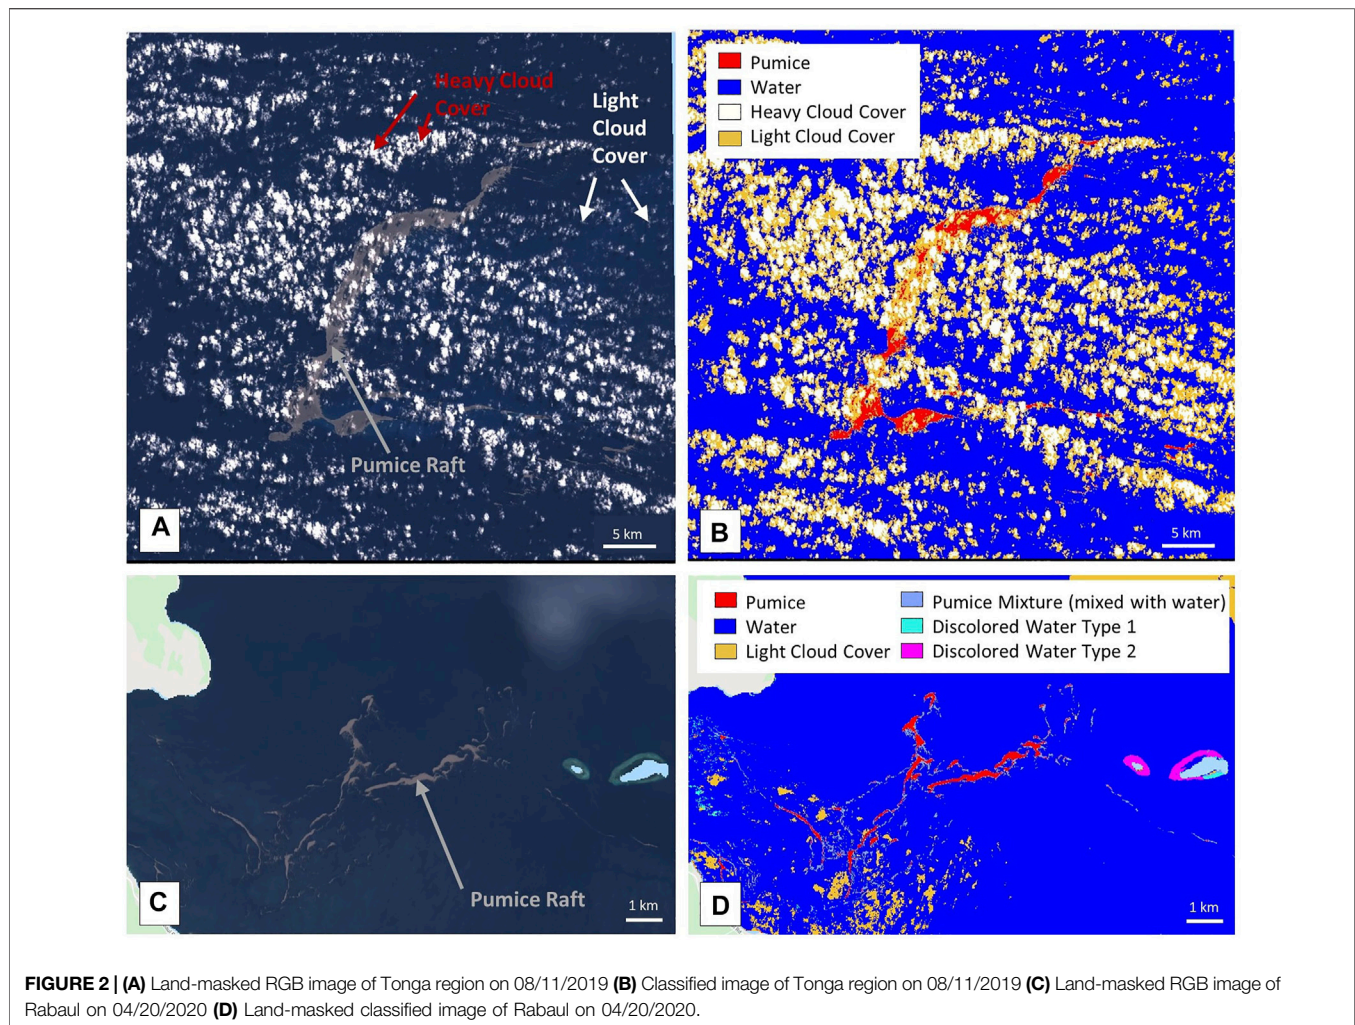 Heavy Cloud
Cover
Light
Cloud
Cover
Pumice Raft
A
5 km
Pumice
Water
Heavy Cloud Cover
Light Cloud Cover
B
5 km
Pumice Raft
C
1 km
Pumice
Water
Light Cloud Cover
Pumice Mixture (mixed with water)
Discolored Water Type 1
Discolored Water Type 2
D
1 km
FIGURE 2 | (A) Land-masked RGB image of Tonga region on 08/11/2019 (B) Classified image of Tonga region on 08/11/2019 (C) Land-masked RGB image of
Rabaul on 04/20/2020 (D) Land-masked classified image of Rabaul on 04/20/2020.